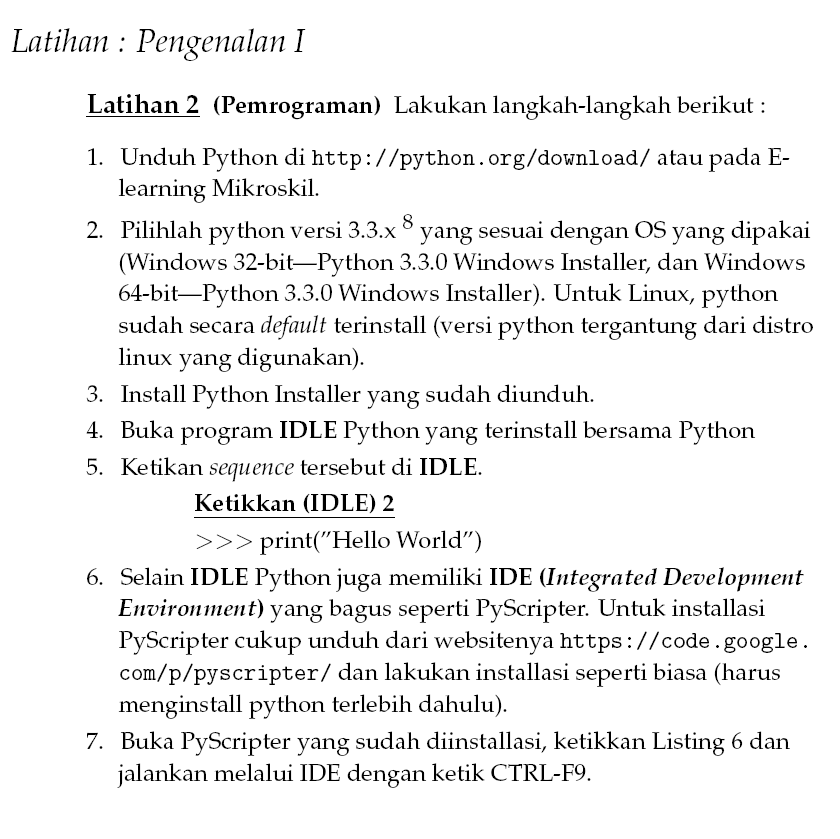 Latihan : Pengenalan I
Latihan 2 (Pemrograman) Lakukan langkah-langkah berikut :
1. Unduh Python di http://python.org/download/ atau pada E-
learning Mikroskil.
2. Pilihlah python versi 3.3.x 8 yang sesuai dengan OS yang dipakai
(Windows 32-bit—Python 3.3.0 Windows Installer, dan Windows
64-bit—Python 3.3.0 Windows Installer). Untuk Linux, python
sudah secara default terinstall (versi python tergantung dari distro
linux yang digunakan).
3. Install Python Installer yang sudah diunduh.
4. Buka program IDLE Python yang terinstall bersama Python
5. Ketikan sequence tersebut di IDLE.
Ketikkan (IDLE) 2
>>> print("Hello World")
6. Selain IDLE Python juga memiliki IDE (Integrated Development
Environment) yang bagus seperti PyScripter. Untuk installasi
PyScripter cukup unduh dari websitenya https://code.google.
com/p/pyscripter/ dan lakukan installasi seperti biasa (harus
menginstall python terlebih dahulu).
7. Buka PyScripter yang sudah diinstallasi, ketikkan Listing 6 dan
jalankan melalui IDE dengan ketik CTRL-F9.